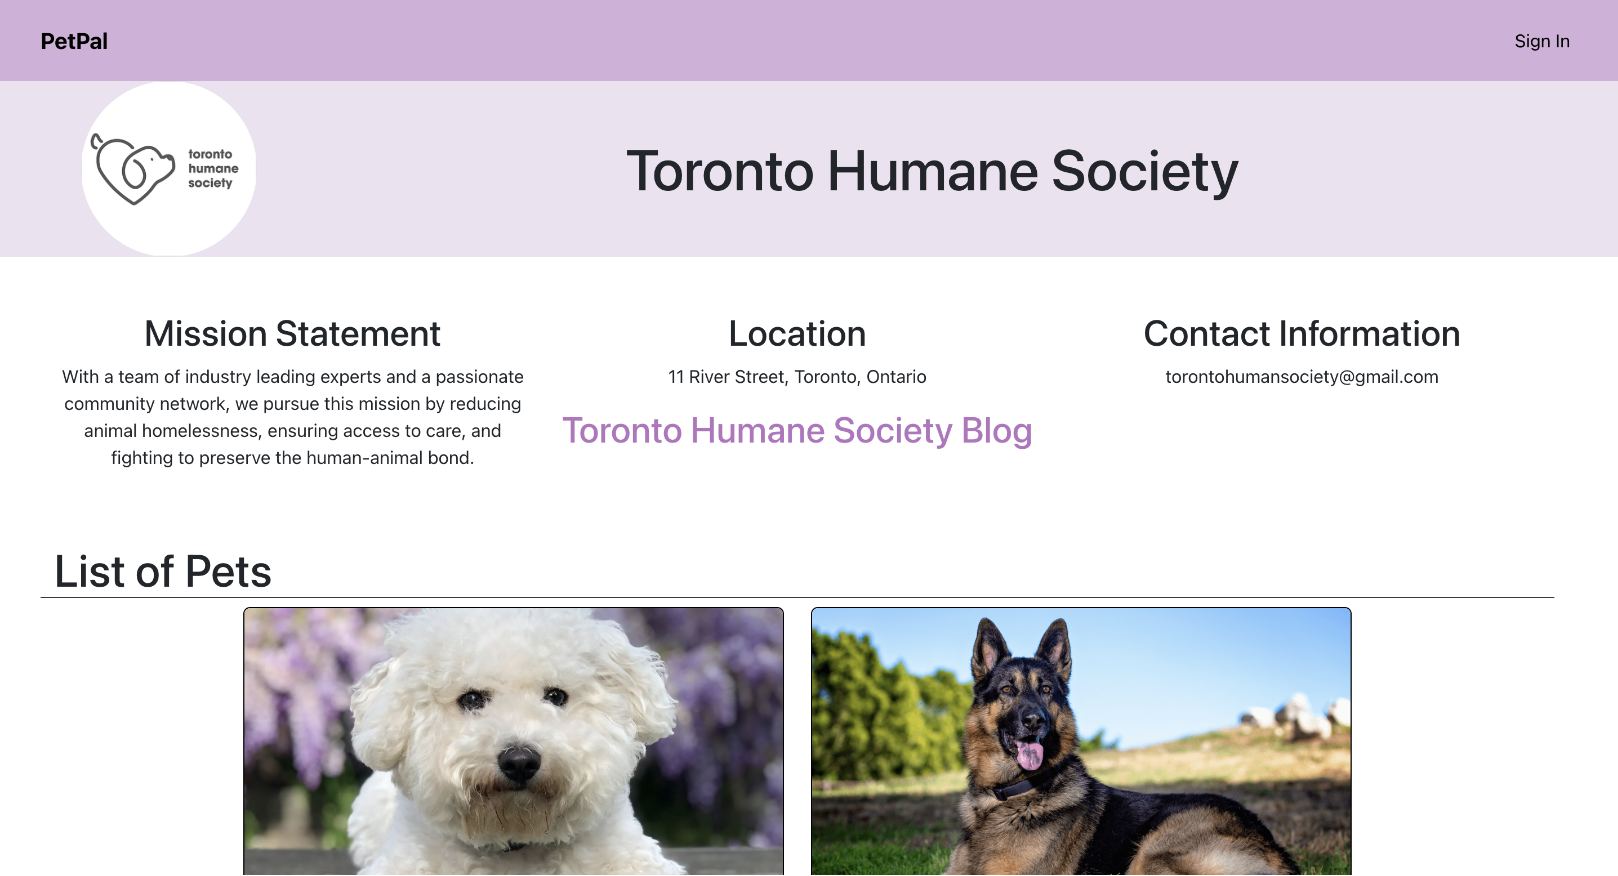 PetPal
Sign In
toronto
humane
society
Toronto Humane Society
Mission Statement
With a team of industry leading experts and a passionate
community network, we pursue this mission by reducing
animal homelessness, ensuring access to care, and
fighting to preserve the human-animal bond.
Location
11 River Street, Toronto, Ontario
Toronto Humane Society Blog
Contact Information
torontohumansociety@gmail.com
List of Pets